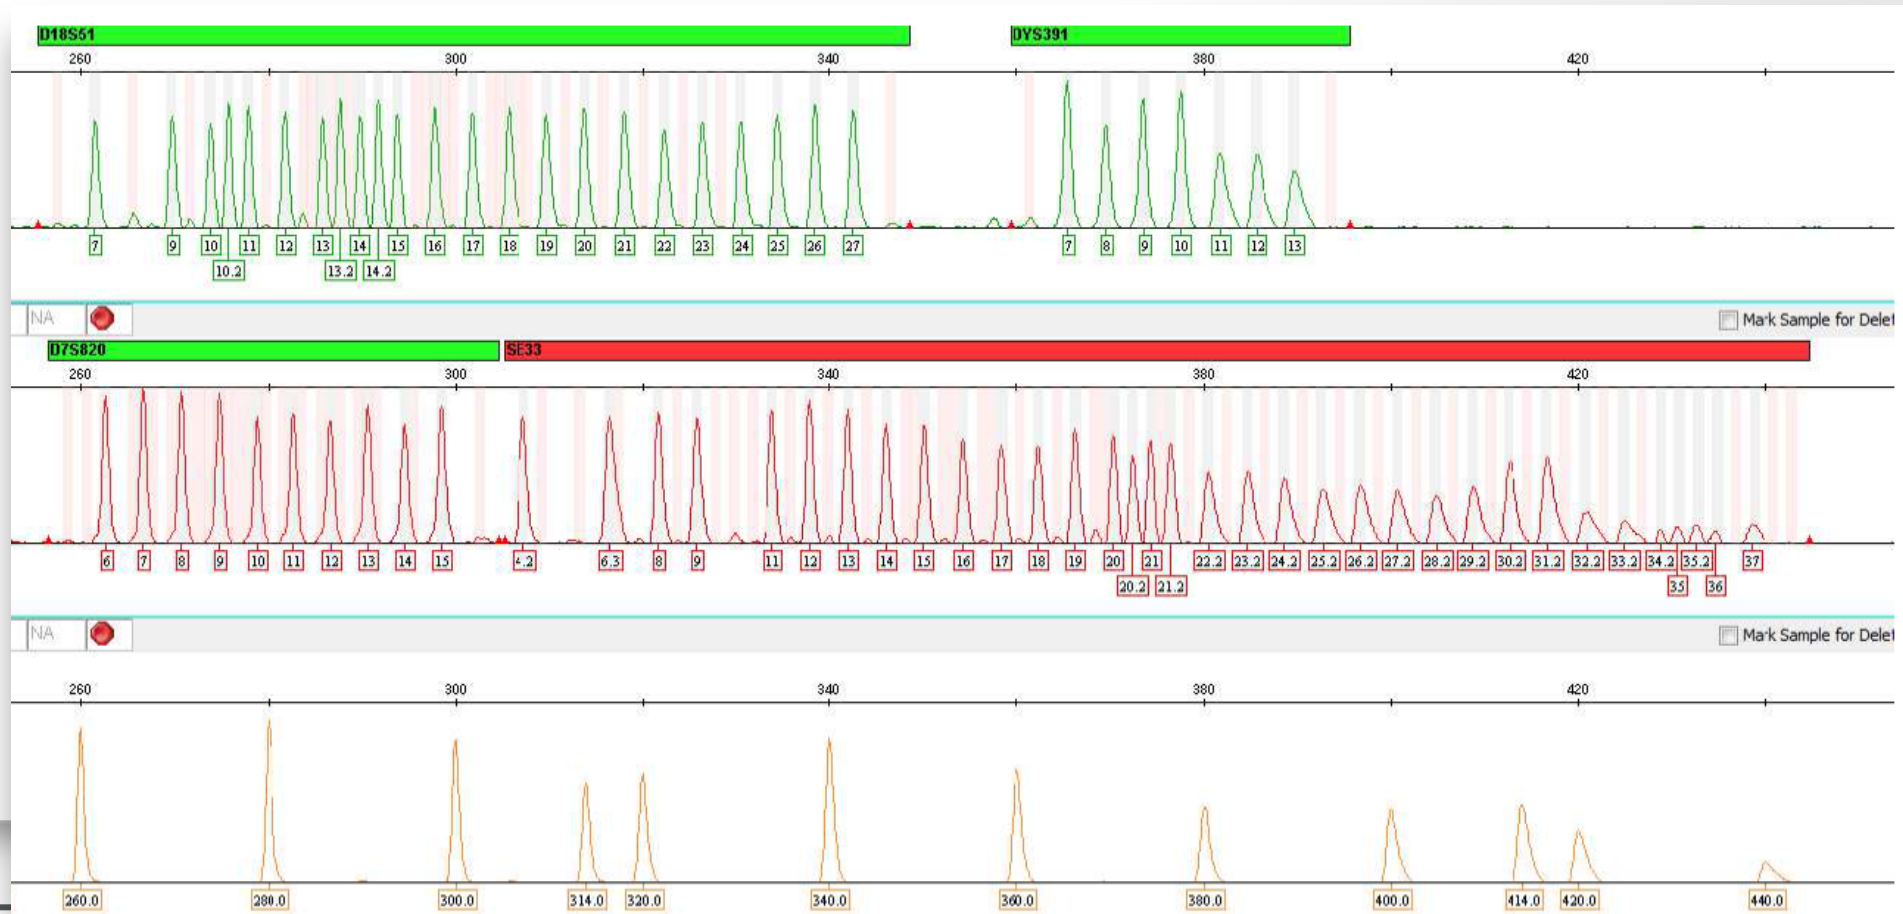 D18S51 DYS391
260 300 340 380 420
7 9 10 11 12 13 14 15 16 17 18 19 20 21 22 23 24 25 26 27 7 8 9 10 11 12 13
10.2 13.2 14.2
NA Mark Sample for Delet
D7S820 SE33
260 300 340 380 420
6 7 8 9 10 11 12 13 14 15 4.2 6.3 8 9 11 12 13 14 15 16 17 18 19 20 21 22.2 23.2 24.2 25.2 26.2 27.2 28.2 29.2 30.2 31.2 32.2 33.2 34.2 35.2 37
20.2 21.2 35 36
NA Mark Sample for Delet
260 300 340 380 420
260.0 280.0 300.0 314.0 320.0 340.0 360.0 380.0 400.0 414.0 420.0 440.0